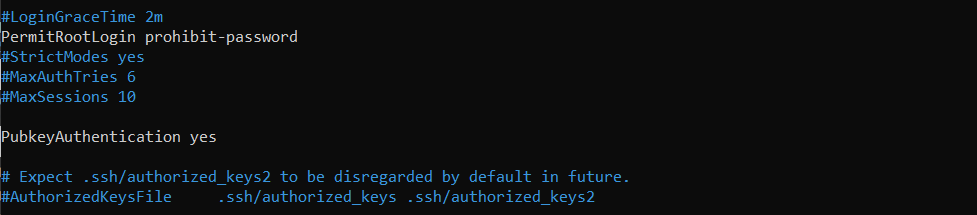 #LoginGraceTime 2m
PermitRootLogin prohibit-password
#StrictModes yes
#MaxAuthTries 6
#MaxSessions 10
PubkeyAuthentication yes
# Expect .ssh/authorized_keys2 to be disregarded by default in future.
#AuthorizedKeysFile     .ssh/authorized_keys .ssh/authorized_keys2